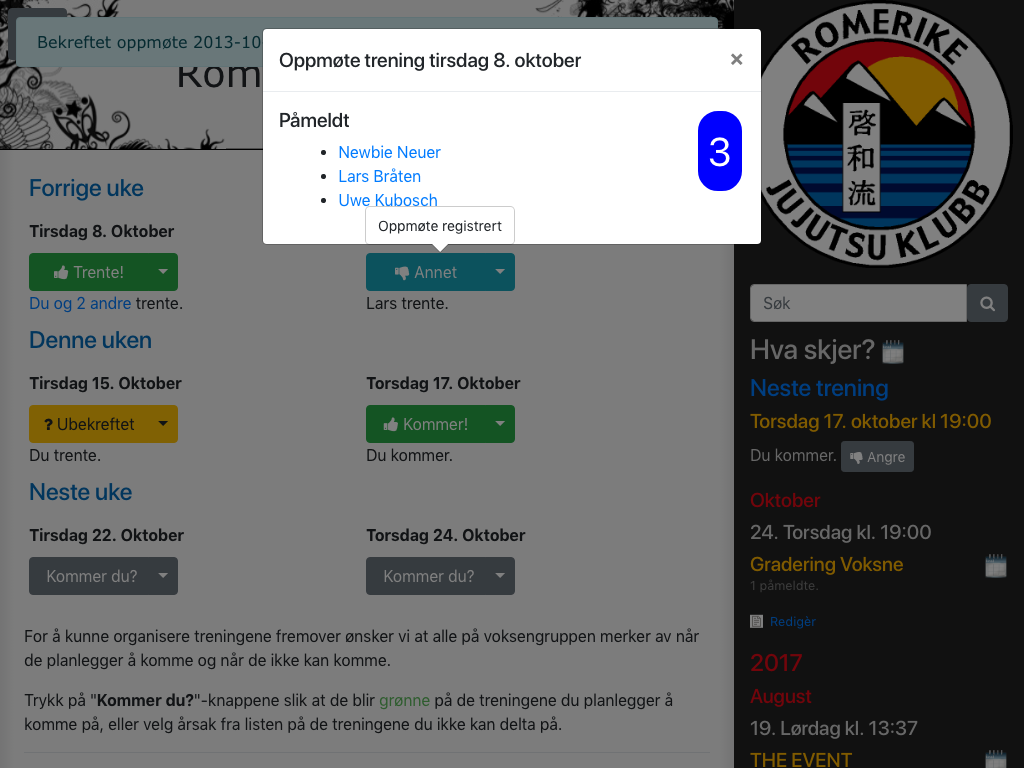 Bekreftet oppmøte 2013-10
Rom
Oppmøte trening tirsdag 8. oktober
×
Påmeldt
3
Newbie Neuer
Lars Bråten
Uwe Kubosch
Oppmøte registrert
Forrige uke
Tirsdag 8. Oktober
Trente!
Annet
Du og 2 andre trente.
Lars trente.
Denne uken
Tirsdag 15. Oktober
Torsdag 17. Oktober
? Ubekreftet
Kommer!
Du trente.
Du kommer.
Neste uke
Tirsdag 22. Oktober
Torsdag 24. Oktober
Kommer du?
Kommer du?
For å kunne organisere treningene fremover ønsker vi at alle på voksengruppen merker av når
de planlegger å komme og når de ikke kan komme.
Trykk på "Kommer du?"-knappene slik at de blir grønne på de treningene du planlegger å
komme på, eller velg årsak fra listen på de treningene du ikke kan delta på.
ROMERIKE
啓和流
JUJUTSU KLUBB
Søk
Hva skjer?
Neste trening
Torsdag 17. oktober kl 19:00
Du kommer.
Angre
Oktober
24. Torsdag kl. 19:00
Gradering Voksne
1 påmeldte.
Redigèr
2017
August
19. Lørdag kl. 13:37
THE EVENT